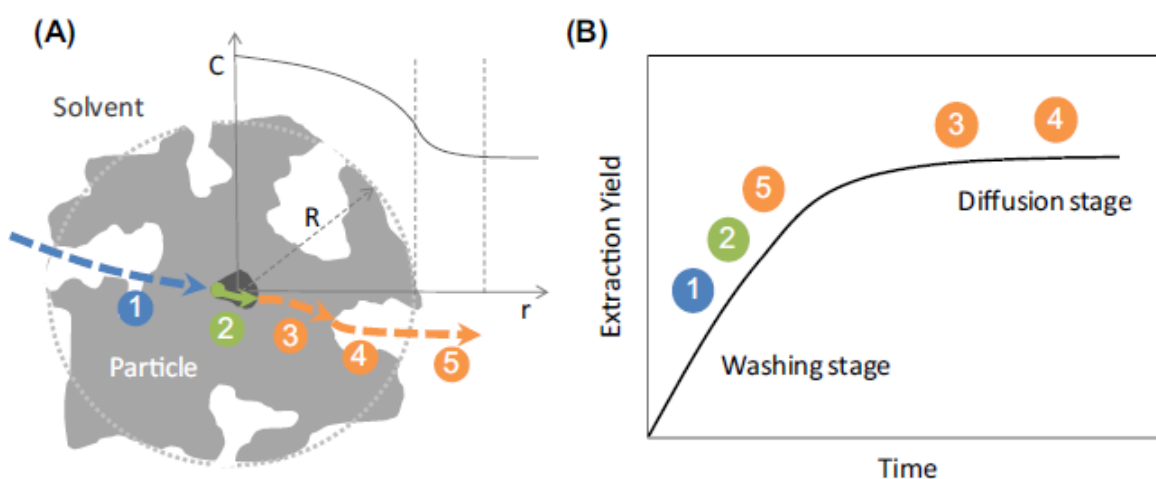 (A)
C
Solvent
R
1
r
2
3
4
Particle
5
(B)
Extraction Yield
3
4
5
Diffusion stage
2
1
Washing stage
Time